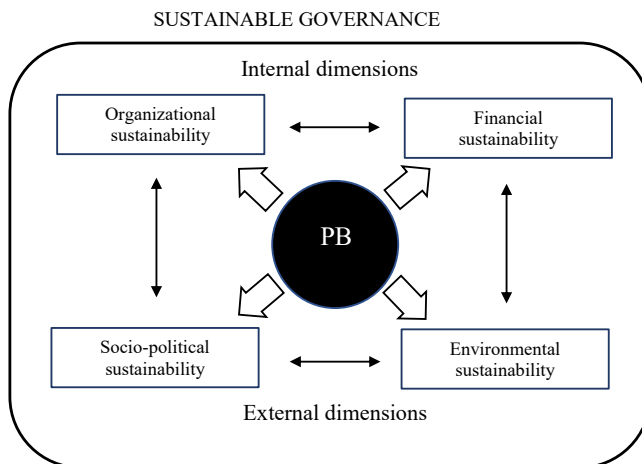 SUSTAINABLE GOVERNANCE
Internal dimensions
Organizational
sustainability
Financial
sustainability
PB
Socio-political
sustainability
Environmental
sustainability
External dimensions